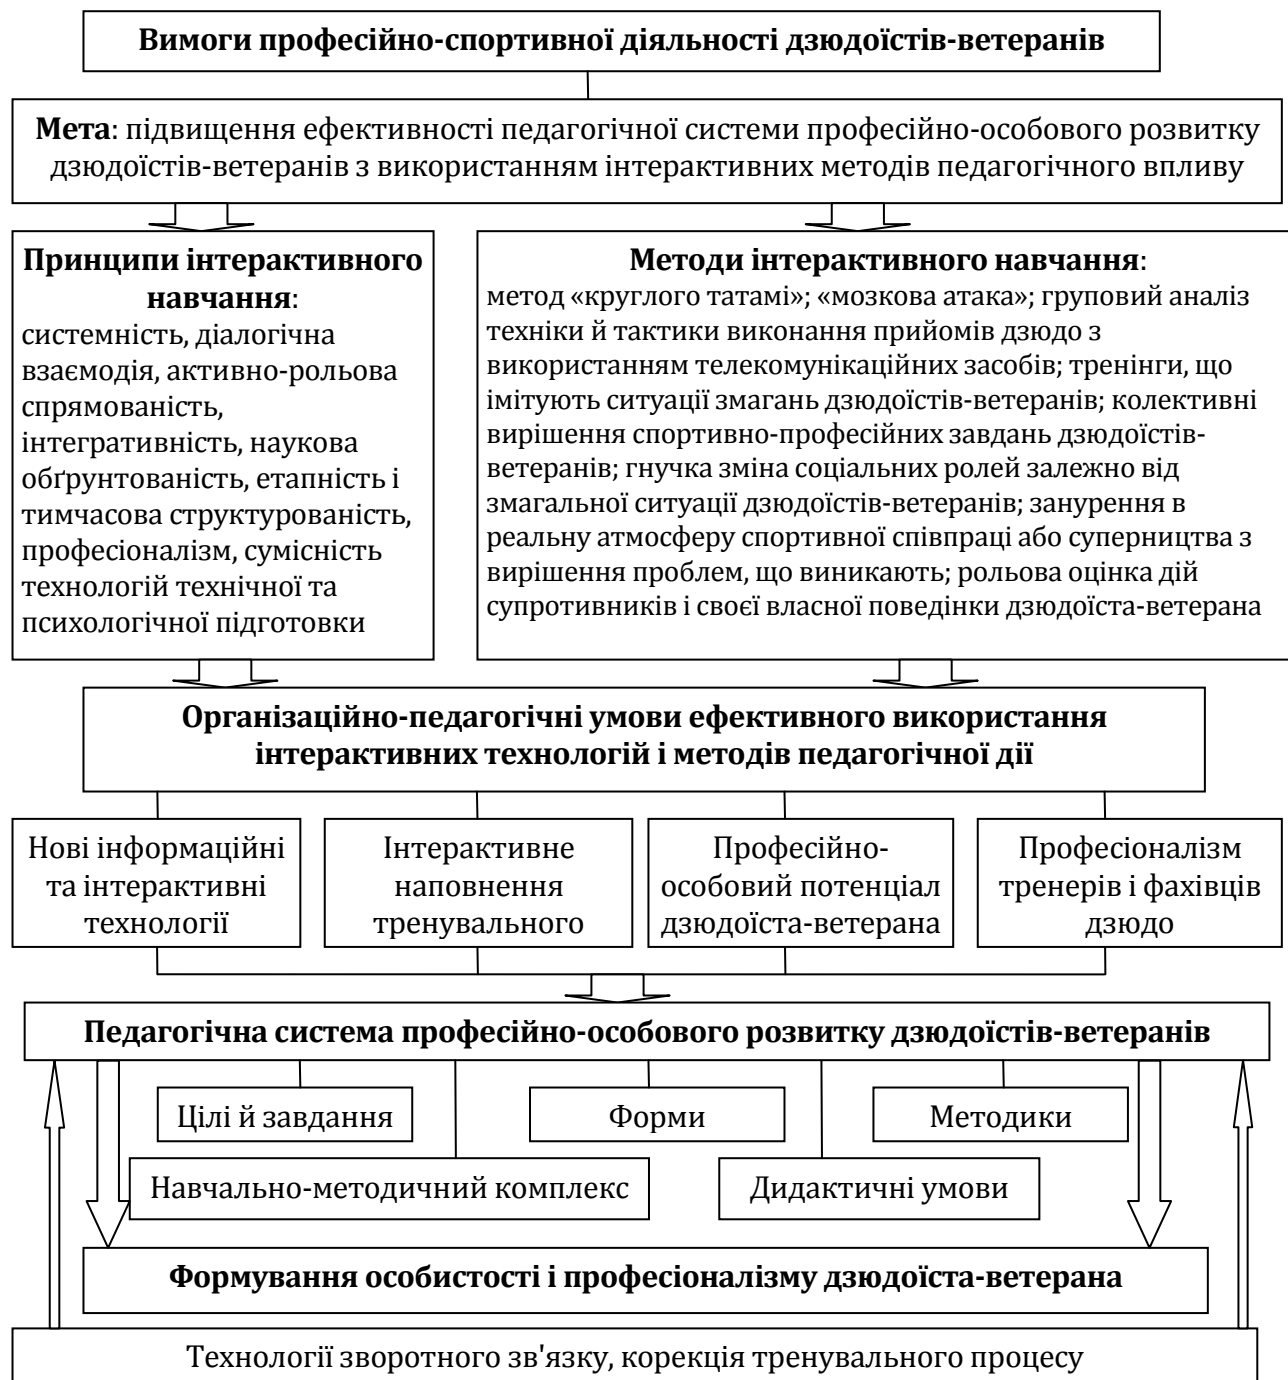 Вимоги професійно-спортивної діяльності дзюдоїстів-ветеранів
Мета: підвищення ефективності педагогічної системи професійно-особового розвитку
дзюдоїстів-ветеранів з використанням інтерактивних методів педагогічного впливу
Принципи інтерактивного
навчання:
системність, діалогічна
взаємодія, активно-рольова
спрямованість,
інтегративність, наукова
обґрунтованість, етапність і
тимчасова структурованість,
професіоналізм, сумісність
технологій технічної та
психологічної підготовки
Методи інтерактивного навчання:
метод «круглого татамі»; «мозкова атака»; груповий аналіз
техніки й тактики виконання прийомів дзюдо з
використанням телекомунікаційних засобів; тренінги, що
імітують ситуації змагань дзюдоїстів-ветеранів; колективні
вирішення спортивно-професійних завдань дзюдоїстів-
ветеранів; гнучка зміна соціальних ролей залежно від
змагальної ситуації дзюдоїстів-ветеранів; занурення в
реальну атмосферу спортивної співпраці або суперництва з
вирішення проблем, що виникають; рольова оцінка дій
супротивників і своєї власної поведінки дзюдоїста-ветерана
Організаційно-педагогічні умови ефективного використання
інтерактивних технологій і методів педагогічної дії
Нові інформаційні
та інтерактивні
технології
Інтерактивне
наповнення
тренувального
Професійно-
особовий потенціал
дзюдоїста-ветерана
Професіоналізм
тренерів і фахівців
дзюдо
Педагогічна система професійно-особового розвитку дзюдоїстів-ветеранів
Цілі й завдання
Форми
Методики
Навчально-методичний комплекс
Дидактичні умови
Формування особистості і професіоналізму дзюдоїста-ветерана
Технології зворотного зв'язку, корекція тренувального процесу